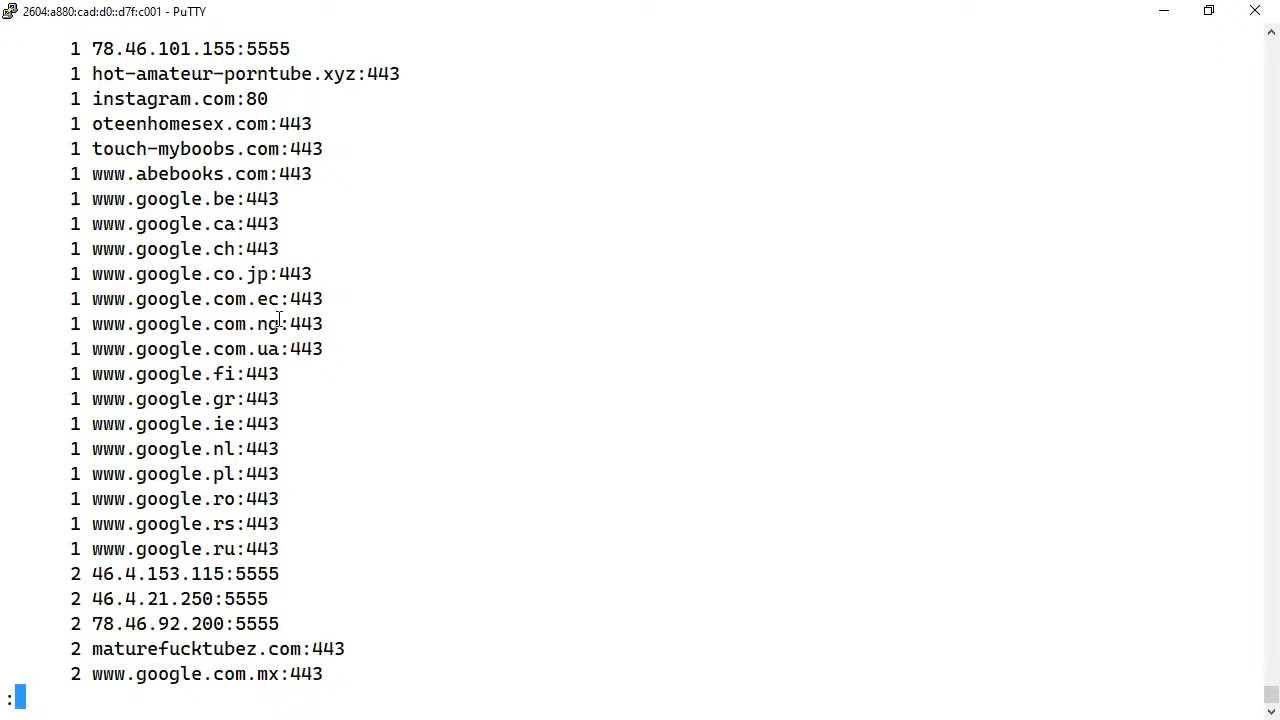 2604:a880:cad:d0::d7f:c001 - PuTTY
1 78.46.101.155:5555
1 hot-amateur-porntube.xyz:443
1 instagram.com:80
1 oteenhomesex.com:443
1 touch-myboobs.com:443
1 www.abebooks.com:443
1 www.google.be:443
1 www.google.ca:443
1 www.google.ch:443
1 www.google.co.jp:443
1 www.google.com.ec:443
1 www.google.com.ng:443
1 www.google.com.ua:443
1 www.google.fi:443
1 www.google.gr:443
1 www.google.ie:443
1 www.google.nl:443
1 www.google.pl:443
1 www.google.ro:443
1 www.google.rs:443
1 www.google.ru:443
2 46.4.153.115:5555
2 46.4.21.250:5555
2 78.46.92.200:5555
2 maturefucktubez.com:443
2 www.google.com.mx:443
: